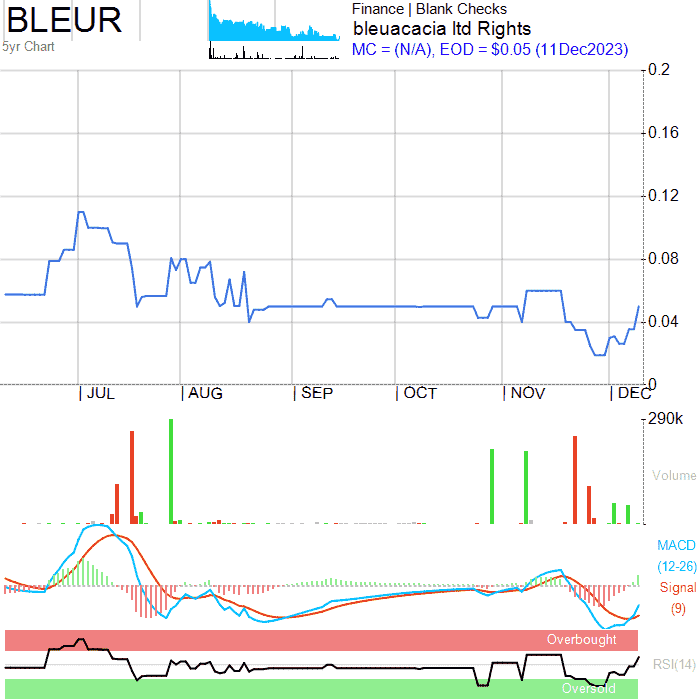 BLEUR
5yr Chart
Finance | Blank Checks
bleuacacia ltd Rights
MC = (N/A), EOD = $0.05 (11Dec2023)
0.2
0.16
0.12
0.08
0.04
0
JUL AUG SEP OCT NOV DEC
290k
Volume
MACD
(12-26)
Signal
(9)
Overbought
RSI(14)
Oversold